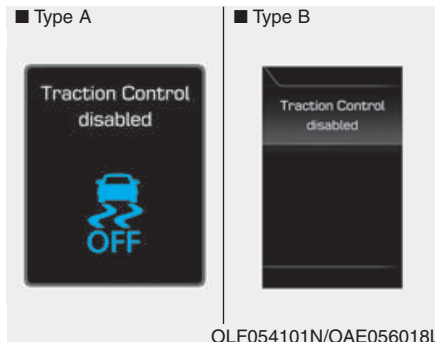 ■ Type A
■ Type B
Traction Control
disabled
OFF
Traction Control
disabled
OLF054101N/OAE056018L